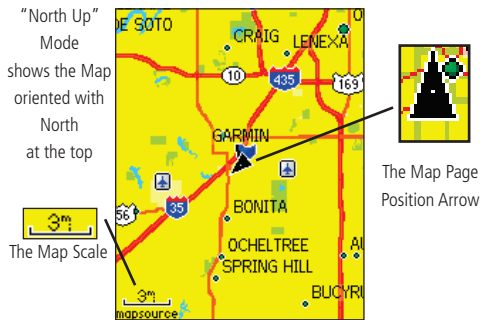 "North Up"
Mode
shows the Map
oriented with
North
at the top
DE SOTO
CRAIG
LENEXA
O
10
435
169
GARMIN
56
35
BONITA
OCHELTREE
SPRING HILL
AU
BUCYRU
3m
mapsource
3m
The Map Scale
The Map Page
Position Arrow